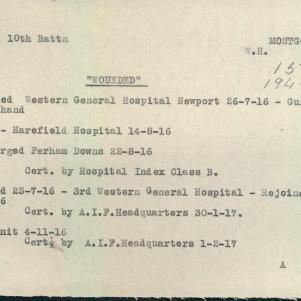 10th Battn MONTG
W.H.
15
194
"WOUNDED"
ed Western General Hospital Newport 26-7-16 - Gu
hand
- Harefield Hospital 14-8-16
rged Perham Downs 22-8-16
Cert. by Hospital Index Class B.
d 23-7-16 - 3rd Western General Hospital - Rejoine
6
Cert. by A.I.F.Headquarters 30-1-17.
nit 4-11-16
Cert. by A.I.F.Headquarters 1-2-17
A